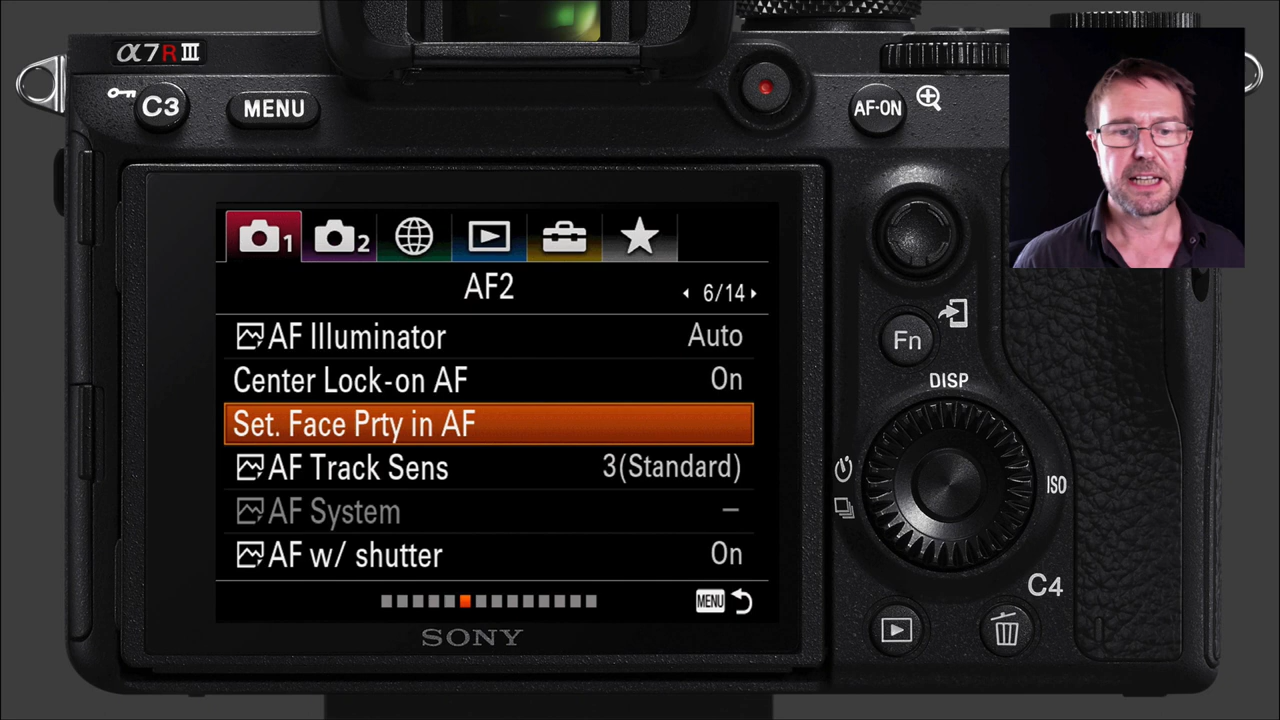 α7RIII
C3
MENU
AF-ON
1
2
AF2
6/14
AF Illuminator Auto
Center Lock-on AF On
Set. Face Prty in AF
AF Track Sens 3(Standard)
AF System –
AF w/ shutter On
MENU
SONY
Fn
DISP
ISO
C4